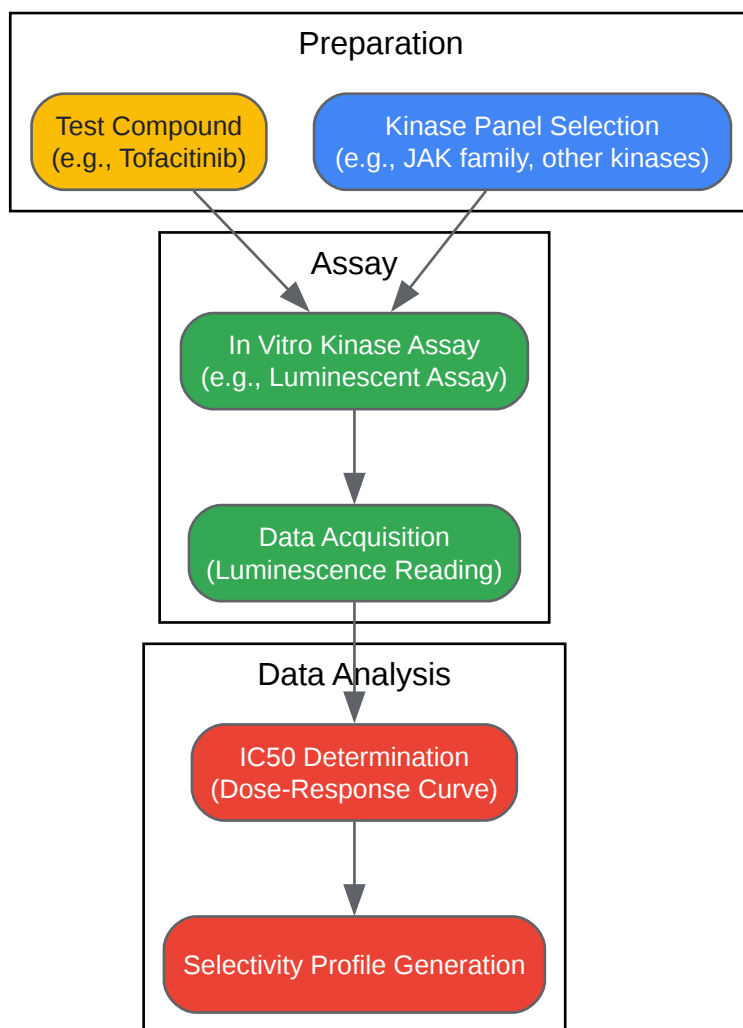 Preparation
Test Compound
(e.g., Tofacitinib)
Kinase Panel Selection
(e.g., JAK family, other kinases)
Assay
In Vitro Kinase Assay
(e.g., Luminescent Assay)
Data Acquisition
(Luminescence Reading)
Data Analysis
IC50 Determination
(Dose-Response Curve)
Selectivity Profile Generation